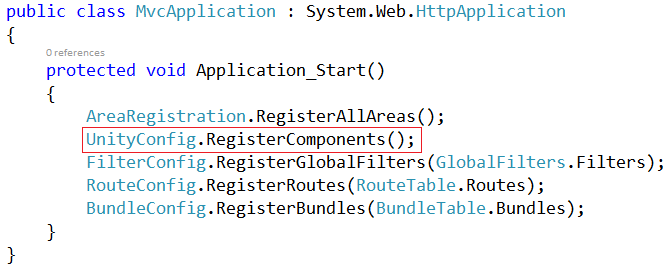 public class MvcApplication : System.Web.HttpApplication
{
0 references
protected void Application_Start()
{
AreaRegistration.RegisterAllAreas();
UnityConfig.RegisterComponents();
FilterConfig.RegisterGlobalFilters(GlobalFilters.Filters);
RouteConfig.RegisterRoutes(RouteTable.Routes);
BundleConfig.RegisterBundles(BundleTable.Bundles);
}
}